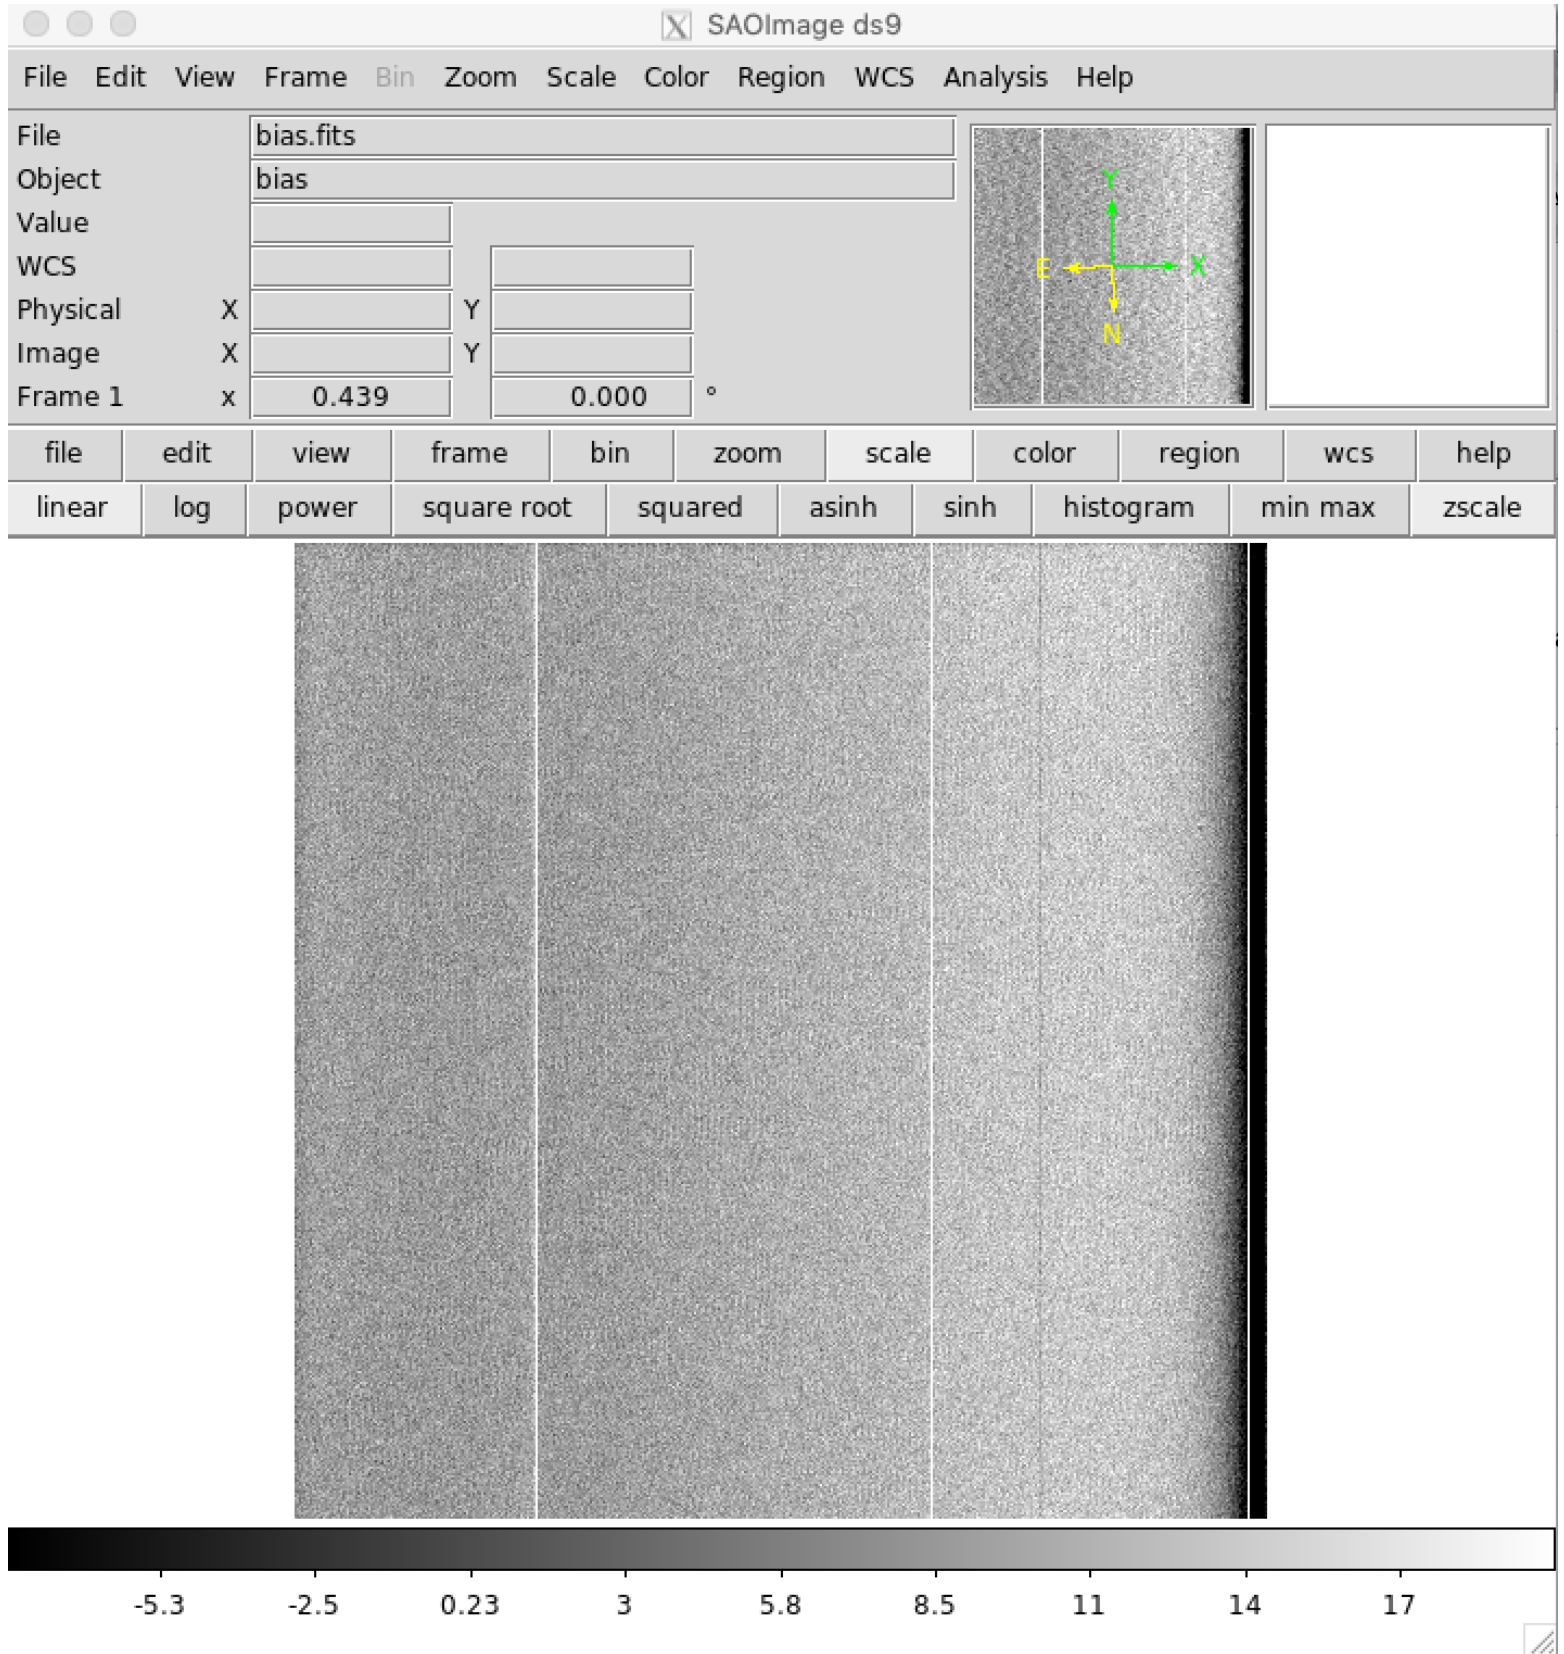 SAOImage ds9
File Edit View Frame Bin Zoom Scale Color Region WCS Analysis Help
File bias.fits
Object bias
Value
WCS
Physical X Y
Image X Y
Frame 1 x 0.439 0.000 °
Y
E X
N
file edit view frame bin zoom scale color region wcs help
linear log power square root squared asinh sinh histogram min max zscale
-5.3 -2.5 0.23 3 5.8 8.5 11 14 17